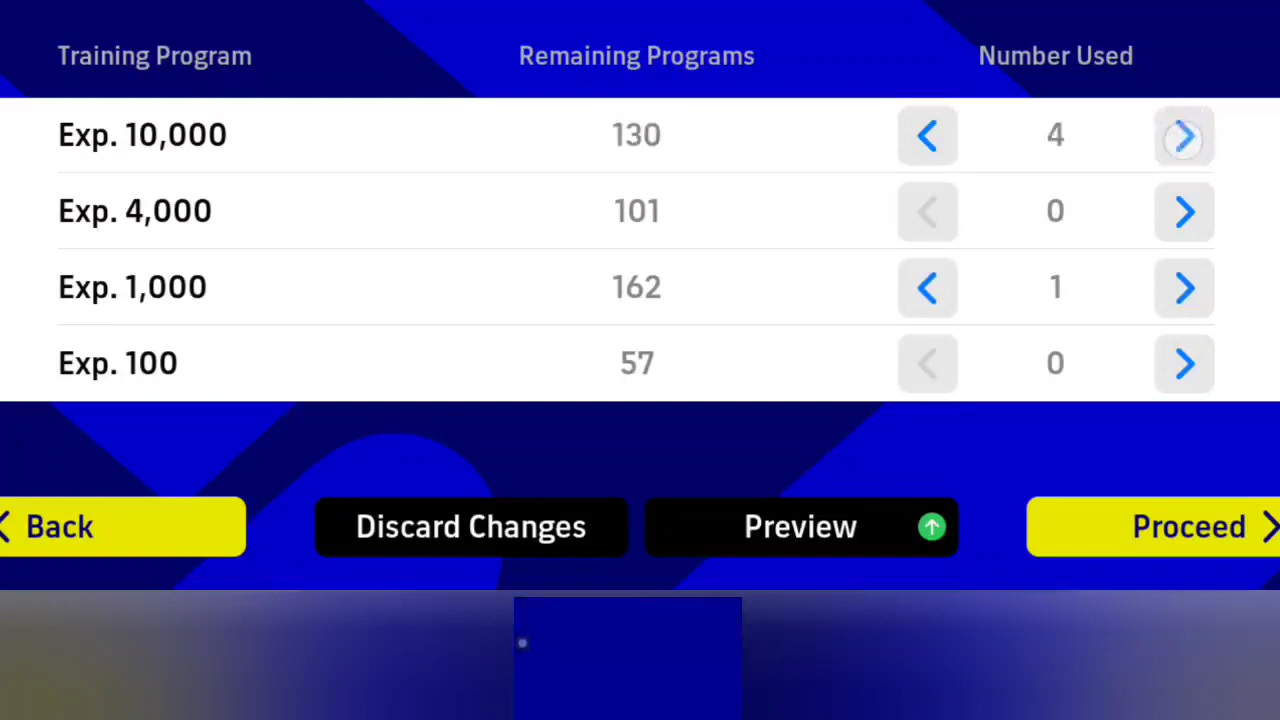 Training Program Remaining Programs Number Used
Exp. 10,000 130 4
Exp. 4,000 101 0
Exp. 1,000 162 1
Exp. 100 57 0
Back Discard Changes Preview Proceed